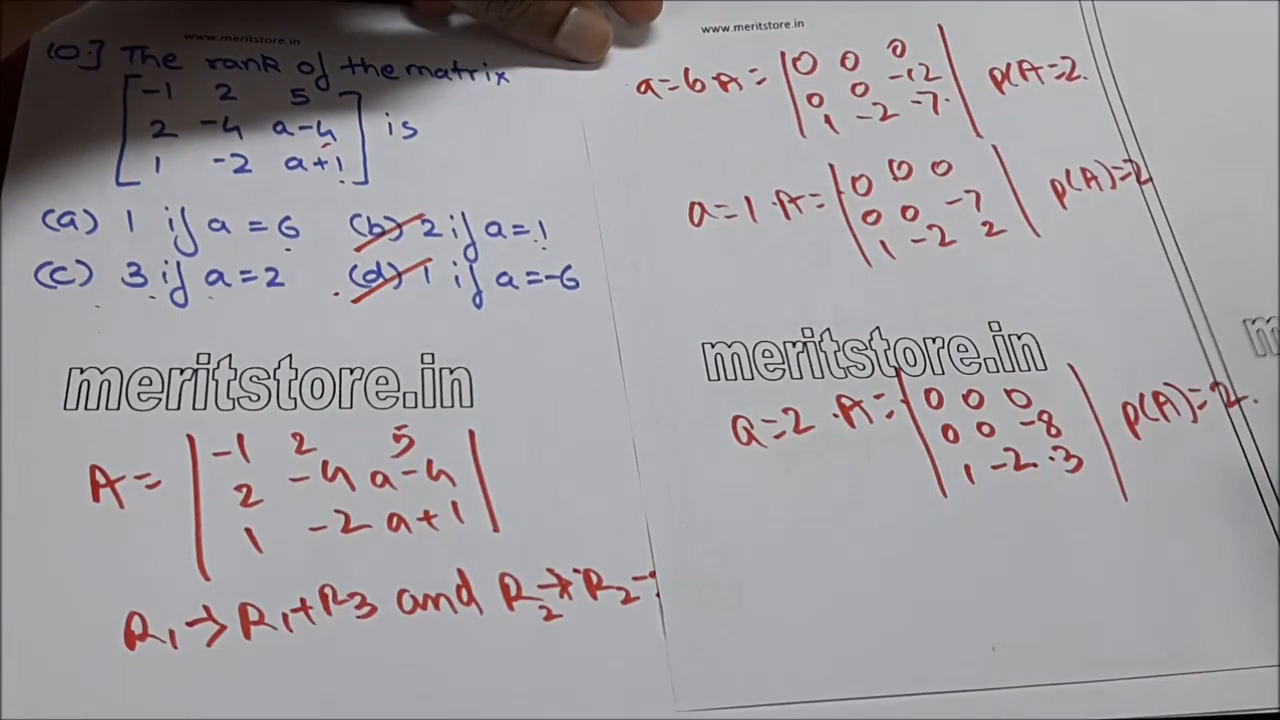 www.meritstore.in
10.] The rank of the matrix
-1 2 5
2 -4 a-4 is
1 -2 a+1
(a) 1 if a=6 (b) 2 if a=1
(c) 3 if a=2 (d) 1 if a=-6
meritstore.in
-1 2 5
A= 2 -4 a-4
1 -2 a+1
R1→R1+R3 and R2→R2-
www.meritstore.in
0 0 0
a=6 A= 0 0 -12 ρ(A=2.
1 -2 -7
0 0 0
a=1 A= 0 0 -7 ρ(A)=2
1 -2 2
meritstore.in
0 0 0
a=2 A= 0 0 -8 ρ(A)=2.
1 -2 3